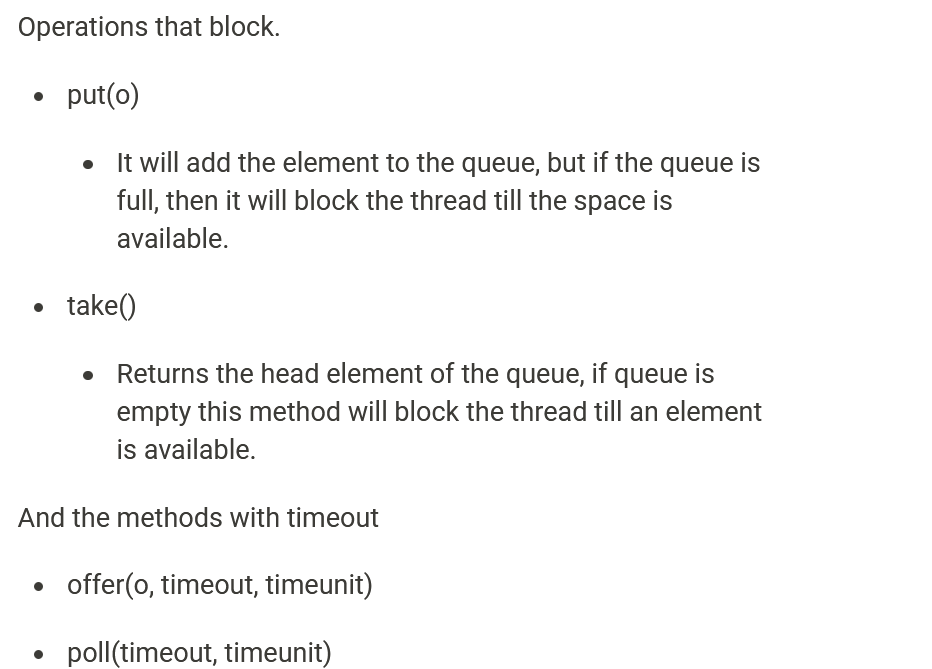 Operations that block.
put(o)
It will add the element to the queue, but if the queue is
full, then it will block the thread till the space is
available.
take()
Returns the head element of the queue, if queue is
empty this method will block the thread till an element
is available.
And the methods with timeout
offer(o, timeout, timeunit)
poll(timeout, timeunit)